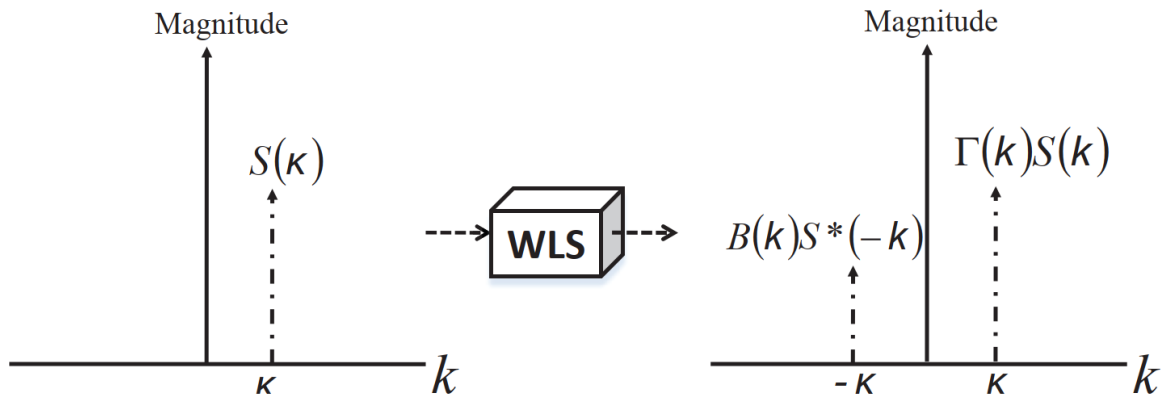 Magnitude
S(κ)
κ
k
WLS
Magnitude
Γ(k)S(k)
B(k)S*(−k)
-κ
κ
k